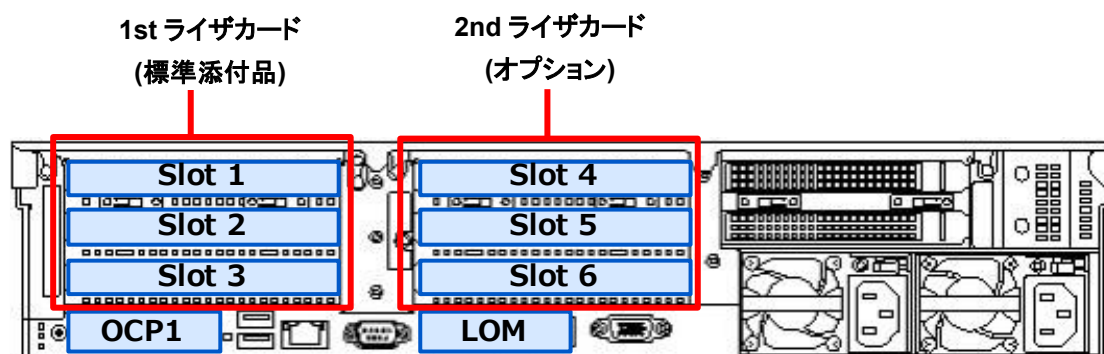 1st ライザカード
(標準添付品)
2nd ライザカード
(オプション)
Slot 1
Slot 2
Slot 3
Slot 4
Slot 5
Slot 6
OCP1
LOM